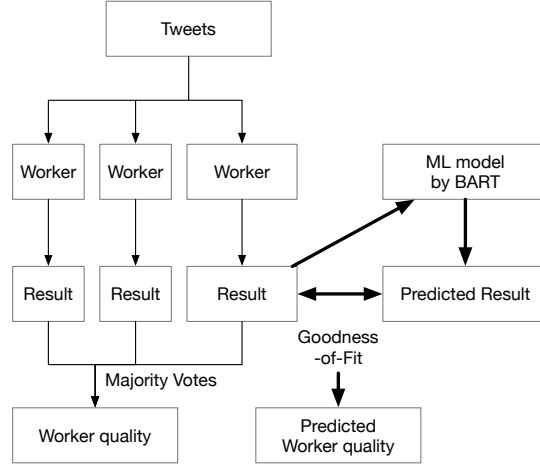 Tweets
Worker
Worker
Worker
ML model
by BART
Result
Result
Result
Predicted Result
Goodness
-of-Fit
Majority Votes
Worker quality
Predicted
Worker quality